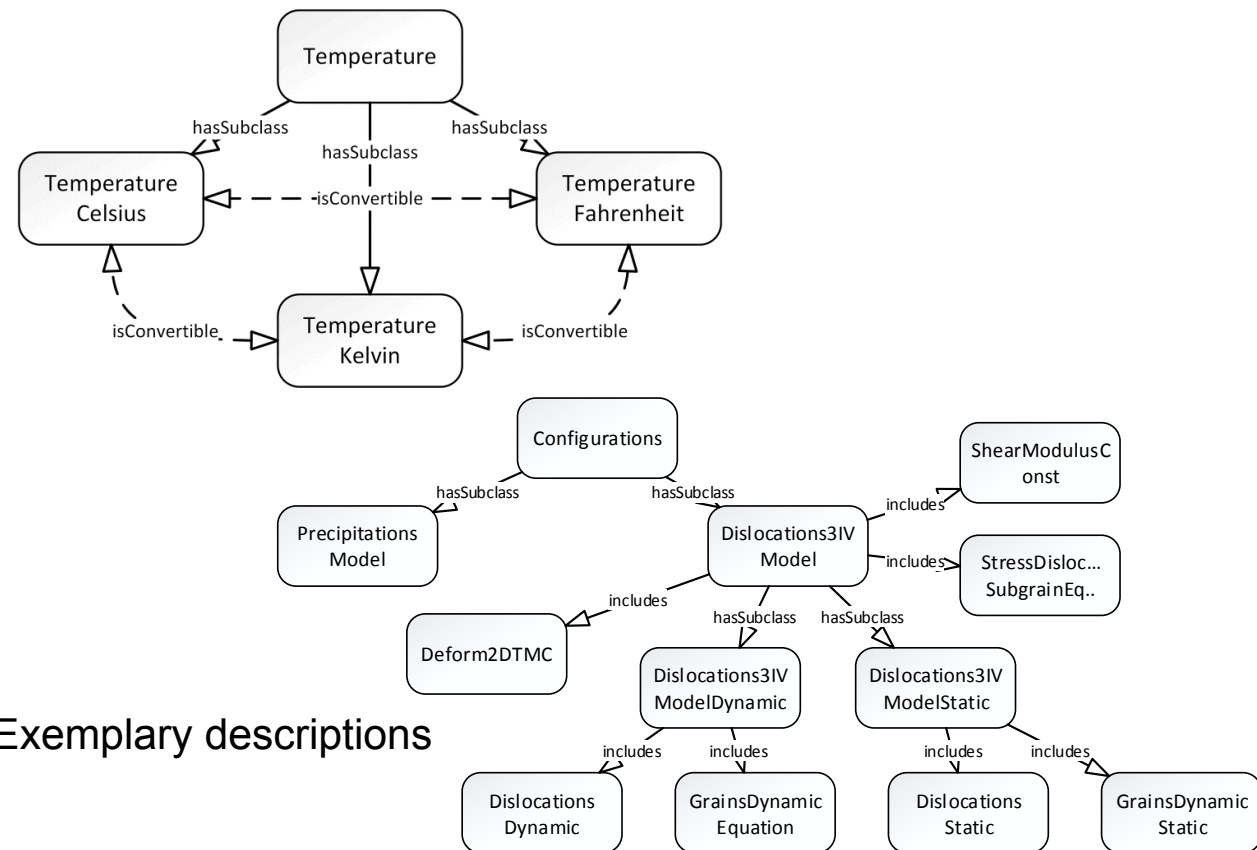 Temperature
hasSubclass
hasSubclass
hasSubclass
Temperature
Celsius
isConvertible
Temperature
Fahrenheit
isConvertible
Temperature
Kelvin
isConvertible
Configurations
hasSubclass
hasSubclass
ShearModulusC
onst
includes
Precipitations
Model
Dislocations3IV
Model
includes
StressDisloc...
SubgrainEq..
includes
hasSubclass
hasSubclass
Deform2DTMC
Dislocations3IV
ModelDynamic
Dislocations3IV
ModelStatic
Exemplary descriptions
includes
includes
includes
includes
Dislocations
Dynamic
GrainsDynamic
Equation
Dislocations
Static
GrainsDynamic
Static